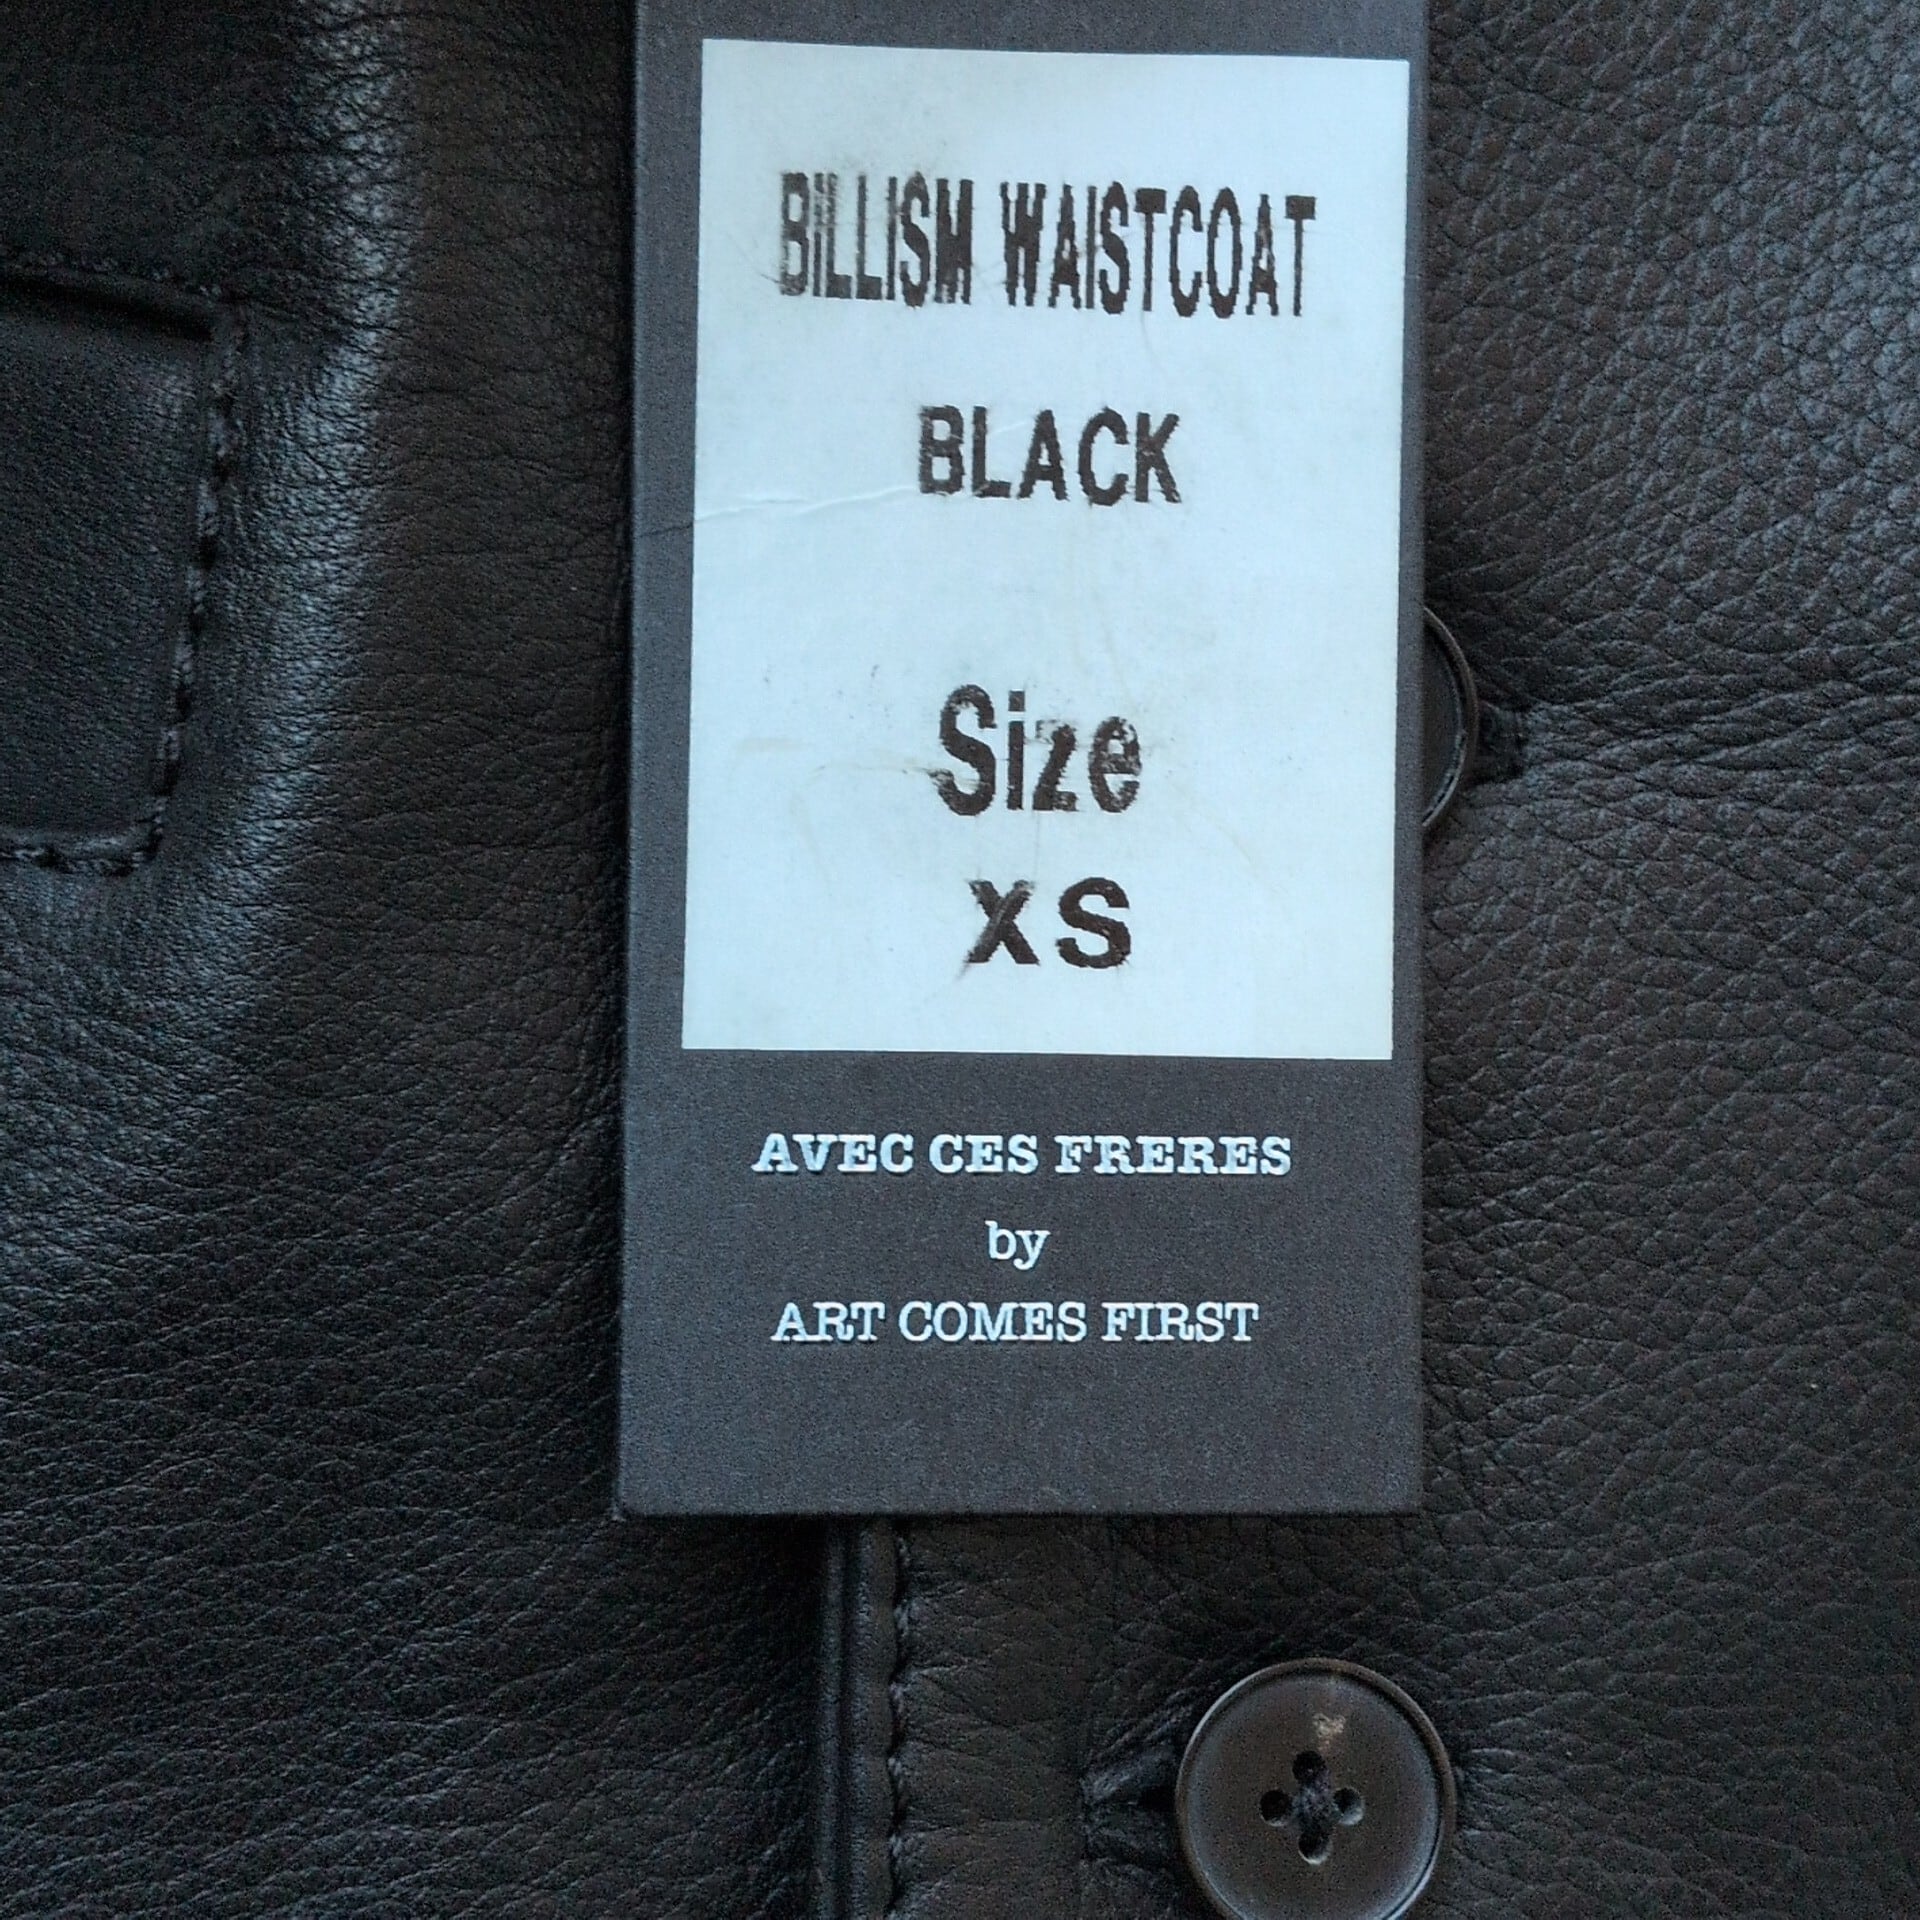 BILLISM WAISTCOAT
BLACK
Size
XS
AVEC CES FRERES
by
ART COMES FIRST